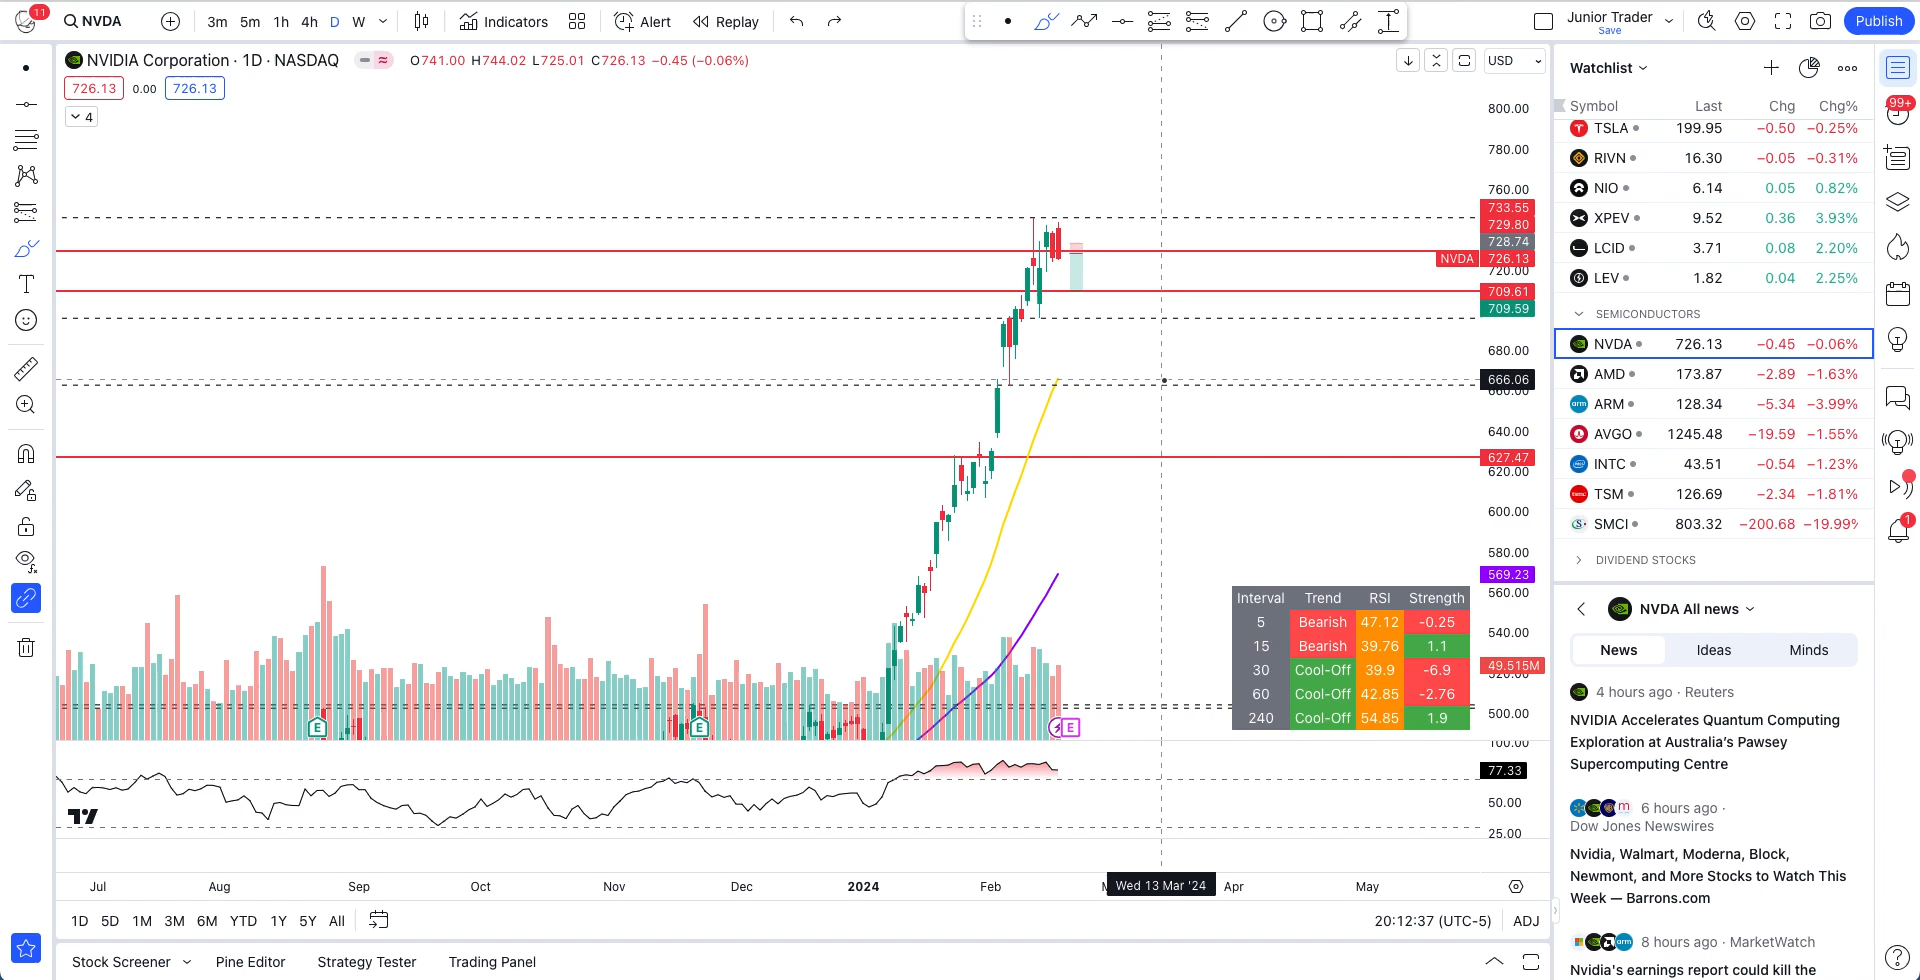 11
NVDA
3m 5m 1h 4h D W
Indicators
Alert
Replay
Junior Trader
Save
Publish
NVIDIA Corporation · 1D · NASDAQ
O741.00 H744.02 L725.01 C726.13 −0.45 (−0.06%)
USD
726.13 0.00 726.13
4
800.00
780.00
760.00
733.55
729.80
728.74
NVDA 726.13
720.00
709.61
709.59
680.00
666.06
660.00
640.00
627.47
620.00
600.00
580.00
569.23
560.00
540.00
49.515M
520.00
500.00
Interval Trend RSI Strength
5 Bearish 47.12 -0.25
15 Bearish 39.76 1.1
30 Cool-Off 39.9 -6.9
60 Cool-Off 42.85 -2.76
240 Cool-Off 54.85 1.9
E E E
100.00
77.33
50.00
25.00
Jul Aug Sep Oct Nov Dec 2024 Feb Wed 13 Mar '24 Apr May
1D 5D 1M 3M 6M YTD 1Y 5Y All
20:12:37 (UTC-5) ADJ
Stock Screener Pine Editor Strategy Tester Trading Panel
Watchlist
Symbol Last Chg Chg%
TSLA 199.95 −0.50 −0.25%
RIVN 16.30 −0.05 −0.31%
NIO 6.14 0.05 0.82%
XPEV 9.52 0.36 3.93%
LCID 3.71 0.08 2.20%
LEV 1.82 0.04 2.25%
SEMICONDUCTORS
NVDA 726.13 −0.45 −0.06%
AMD 173.87 −2.89 −1.63%
arm ARM 128.34 −5.34 −3.99%
AVGO 1245.48 −19.59 −1.55%
INTC 43.51 −0.54 −1.23%
TSM 126.69 −2.34 −1.81%
SMCI 803.32 −200.68 −19.99%
DIVIDEND STOCKS
NVDA All news
News Ideas Minds
4 hours ago · Reuters
NVIDIA Accelerates Quantum Computing
Exploration at Australia’s Pawsey
Supercomputing Centre
m 6 hours ago ·
Dow Jones Newswires
Nvidia, Walmart, Moderna, Block,
Newmont, and More Stocks to Watch This
Week — Barrons.com
arm 8 hours ago · MarketWatch
Nvidia's earnings report could kill the
99+
1